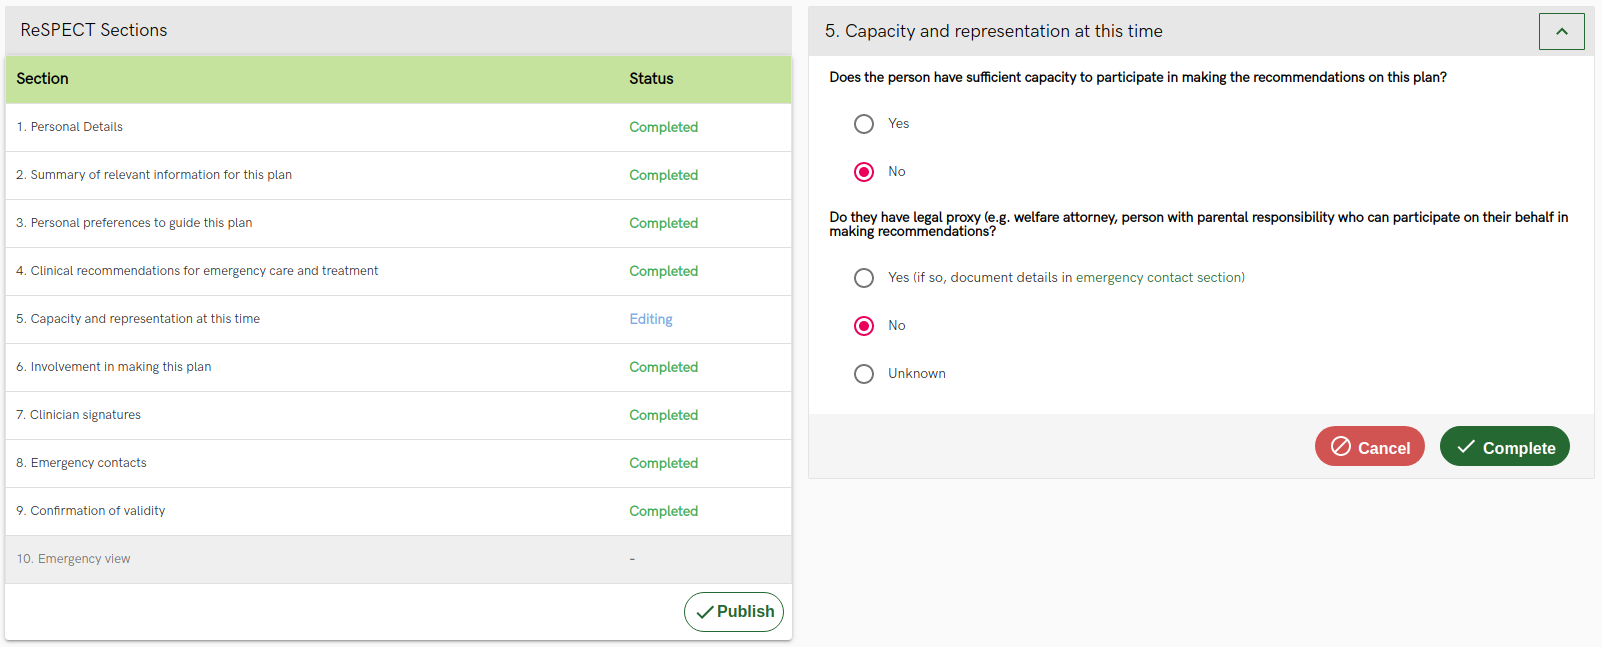 ReSPECT Sections
Section Status
1. Personal Details Completed
2. Summary of relevant information for this plan Completed
3. Personal preferences to guide this plan Completed
4. Clinical recommendations for emergency care and treatment Completed
5. Capacity and representation at this time Editing
6. Involvement in making this plan Completed
7. Clinician signatures Completed
8. Emergency contacts Completed
9. Confirmation of validity Completed
10. Emergency view -
Publish
5. Capacity and representation at this time
Does the person have sufficient capacity to participate in making the recommendations on this plan?
Yes
No
Do they have legal proxy (e.g. welfare attorney, person with parental responsibility who can participate on their behalf in
making recommendations?
Yes (if so, document details in emergency contact section)
No
Unknown
Cancel Complete